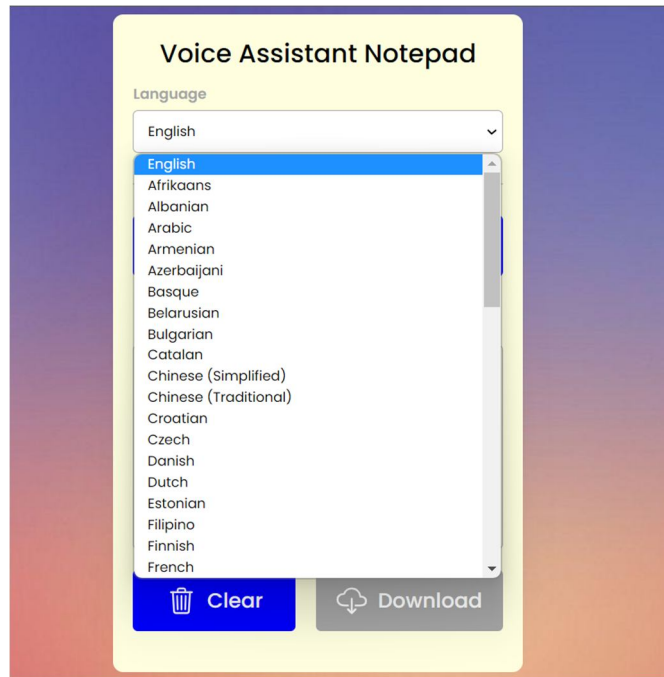 Voice Assistant Notepad
Language
English
English
Afrikaans
Albanian
Arabic
Armenian
Azerbaijani
Basque
Belarusian
Bulgarian
Catalan
Chinese (Simplified)
Chinese (Traditional)
Croatian
Czech
Danish
Dutch
Estonian
Filipino
Finnish
French
Clear Download